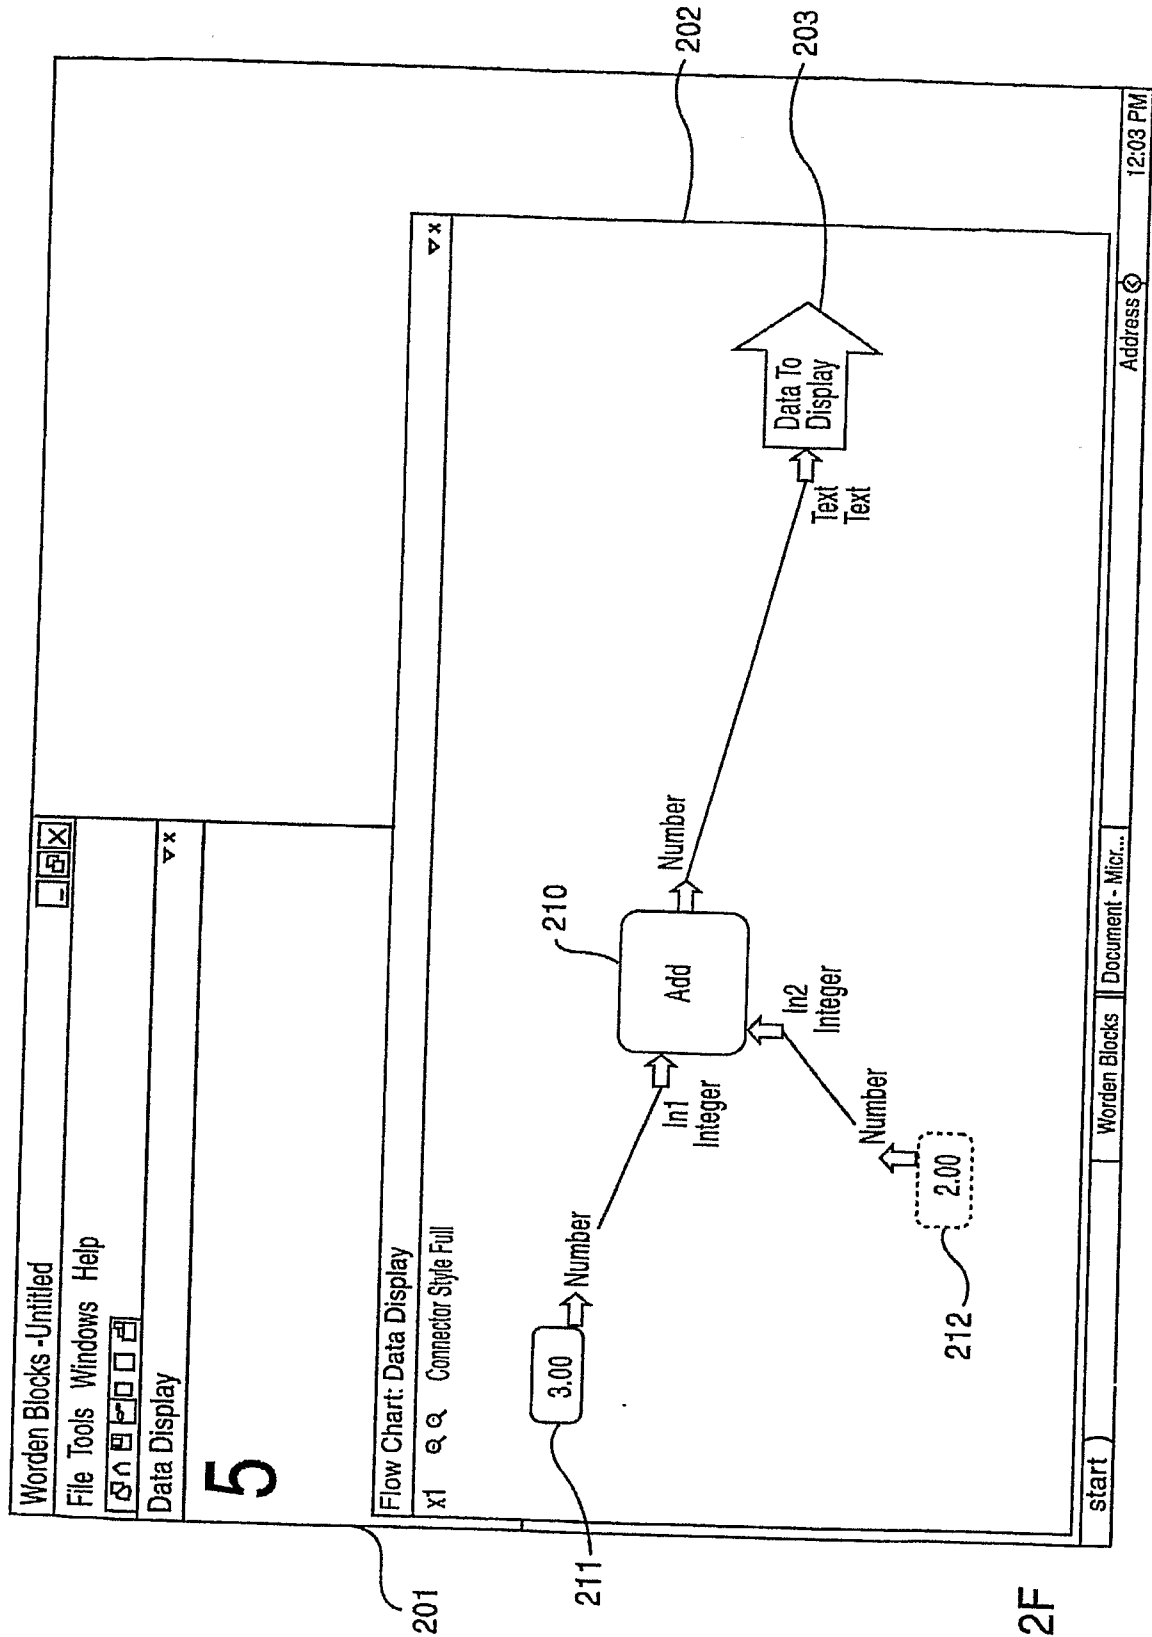 Worden Blocks -Untitled
File Tools Windows Help
Data Display
5
Flow Chart: Data Display
x1 Connector Style Full
3.00
Number
In1
Integer
Add
210
Number
In2
Integer
Number
2.00
Text
Text
Data To
Display
201
211
212
202
203
start
Worden Blocks
Document - Micr...
Address
12:03 PM
2F